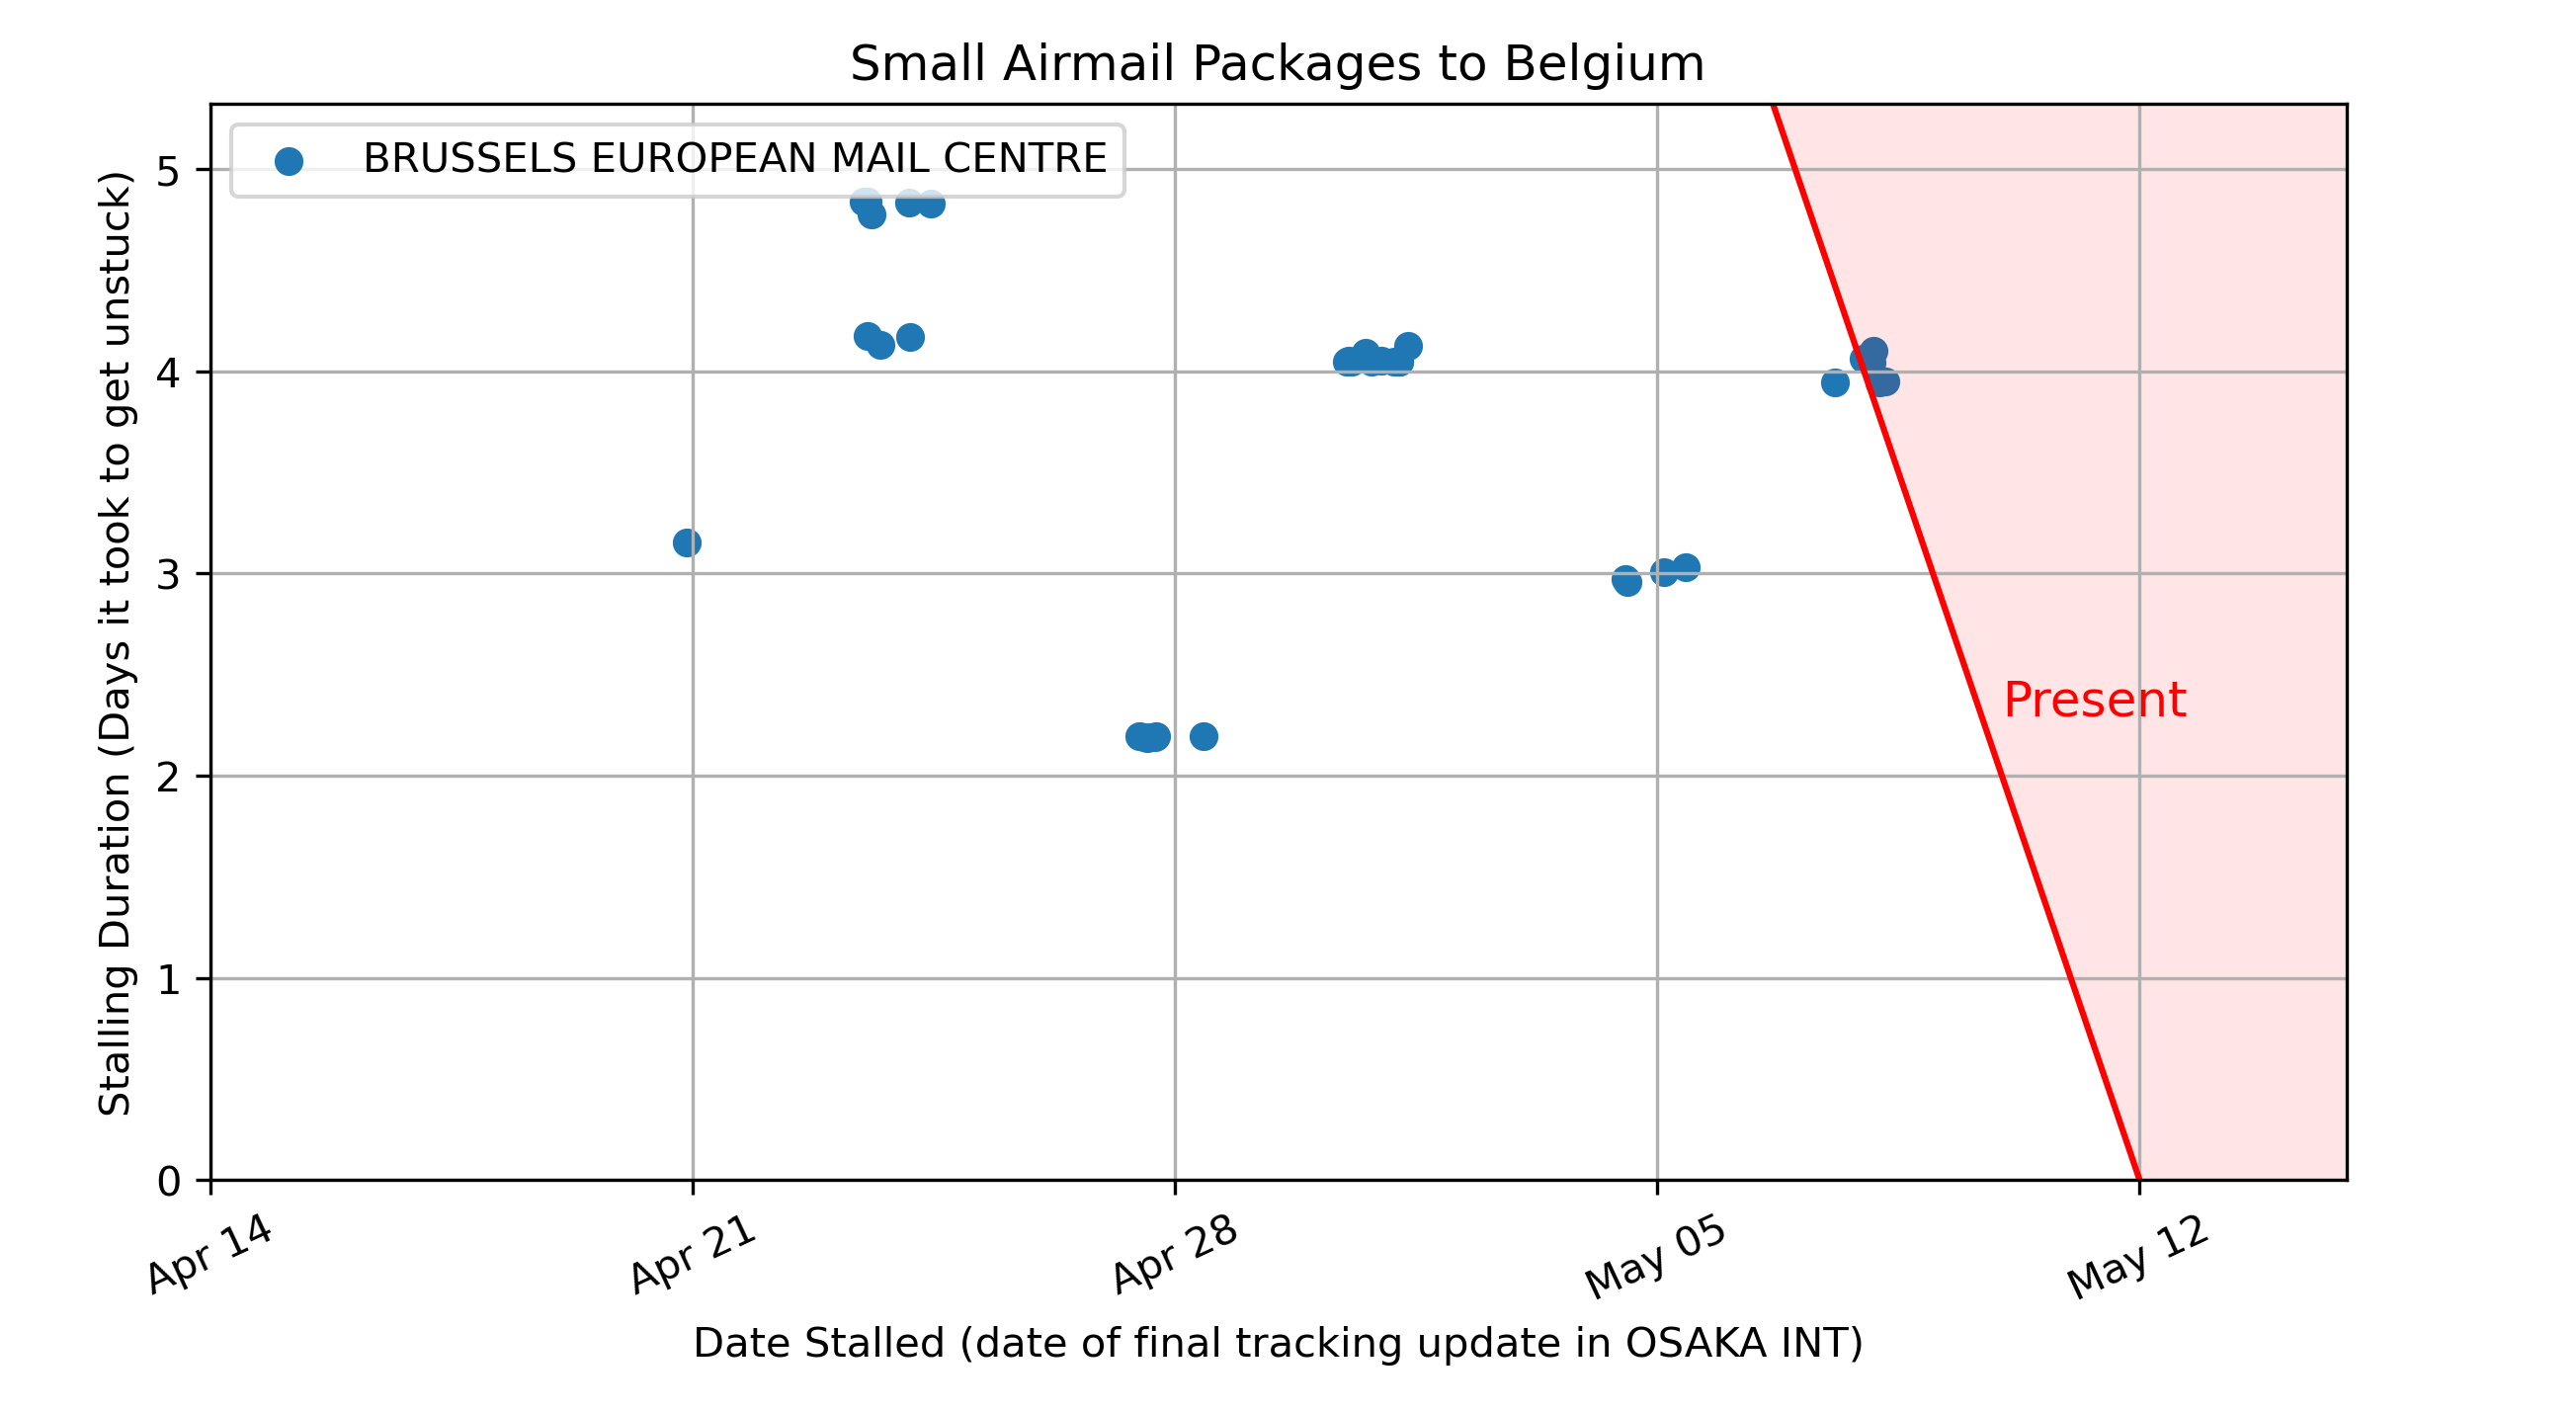 Small Airmail Packages to Belgium
BRUSSELS EUROPEAN MAIL CENTRE
Stalling Duration (Days it took to get unstuck)
5
4
3
2
1
0
Present
Apr 14
Apr 21
Apr 28
May 05
May 12
Date Stalled (date of final tracking update in OSAKA INT)